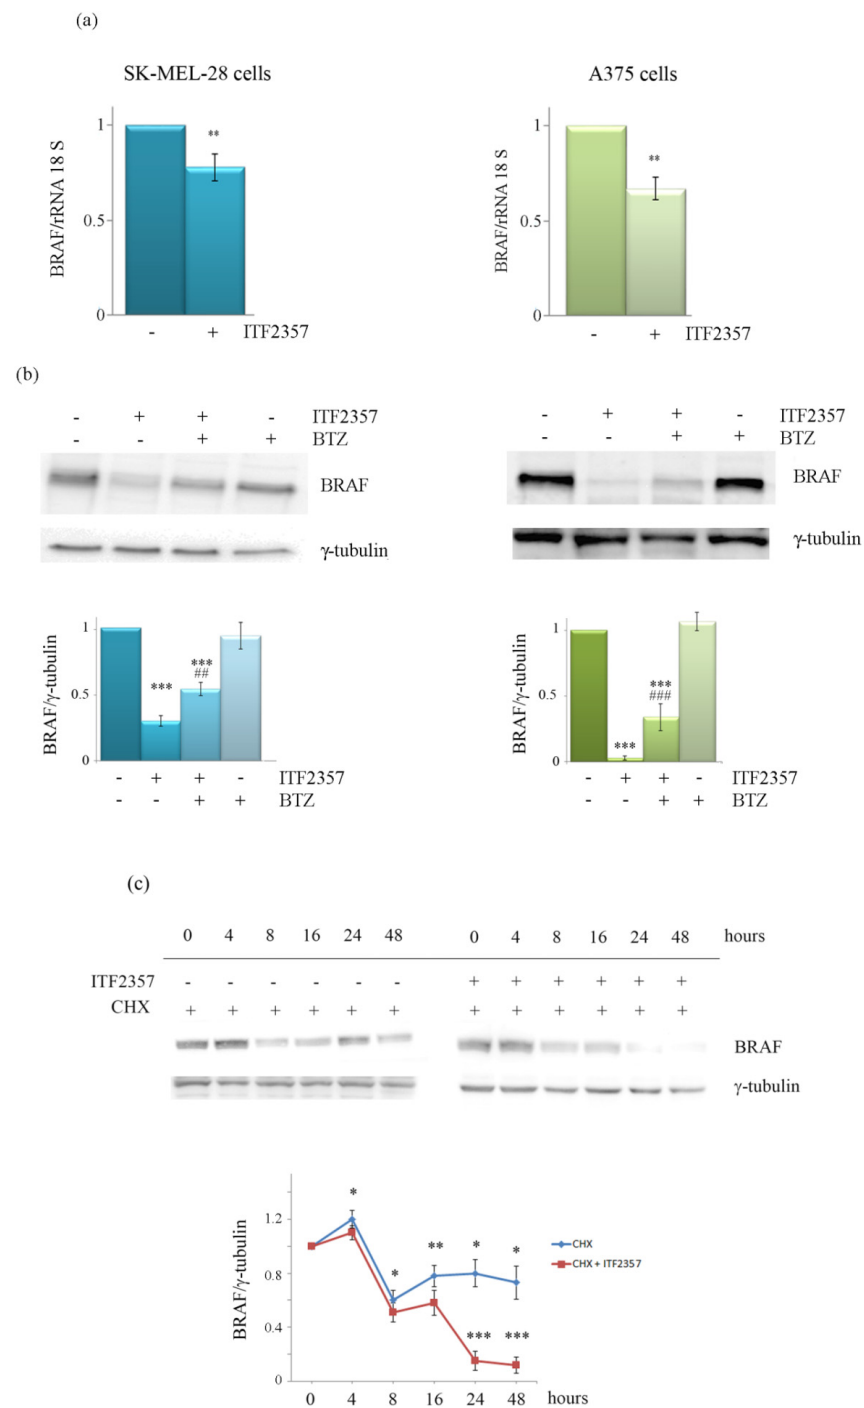 (a)
SK-MEL-28 cells
A375 cells
BRAF/rRNA 18 S
1
**
0.5
0
- + ITF2357
BRAF/rRNA 18 S
1
**
0.5
0
- + ITF2357
(b)
- + + - ITF2357
- - + + BTZ
BRAF
γ-tubulin
- + + - ITF2357
- - + + BTZ
BRAF
γ-tubulin
BRAF/γ-tubulin
1
0.5
0
***
***
##
- + + - ITF2357
- - + + BTZ
BRAF/γ-tubulin
1
0.5
0
***
***
###
- + + - ITF2357
- - + + BTZ
(c)
0 4 8 16 24 48 0 4 8 16 24 48 hours
ITF2357 - - - - - - + + + + + +
CHX + + + + + + + + + + + +
BRAF
γ-tubulin
BRAF/γ-tubulin
1.2
0.8
0.4
0
* * ** * *
*** ***
CHX
CHX + ITF2357
0 4 8 16 24 48 hours